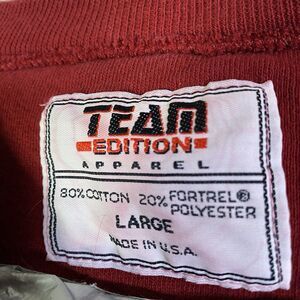 TEAM
EDITION
APPAREL
80% COTTON 20% FORTREL®
POLYESTER
LARGE
MADE IN U.S.A.